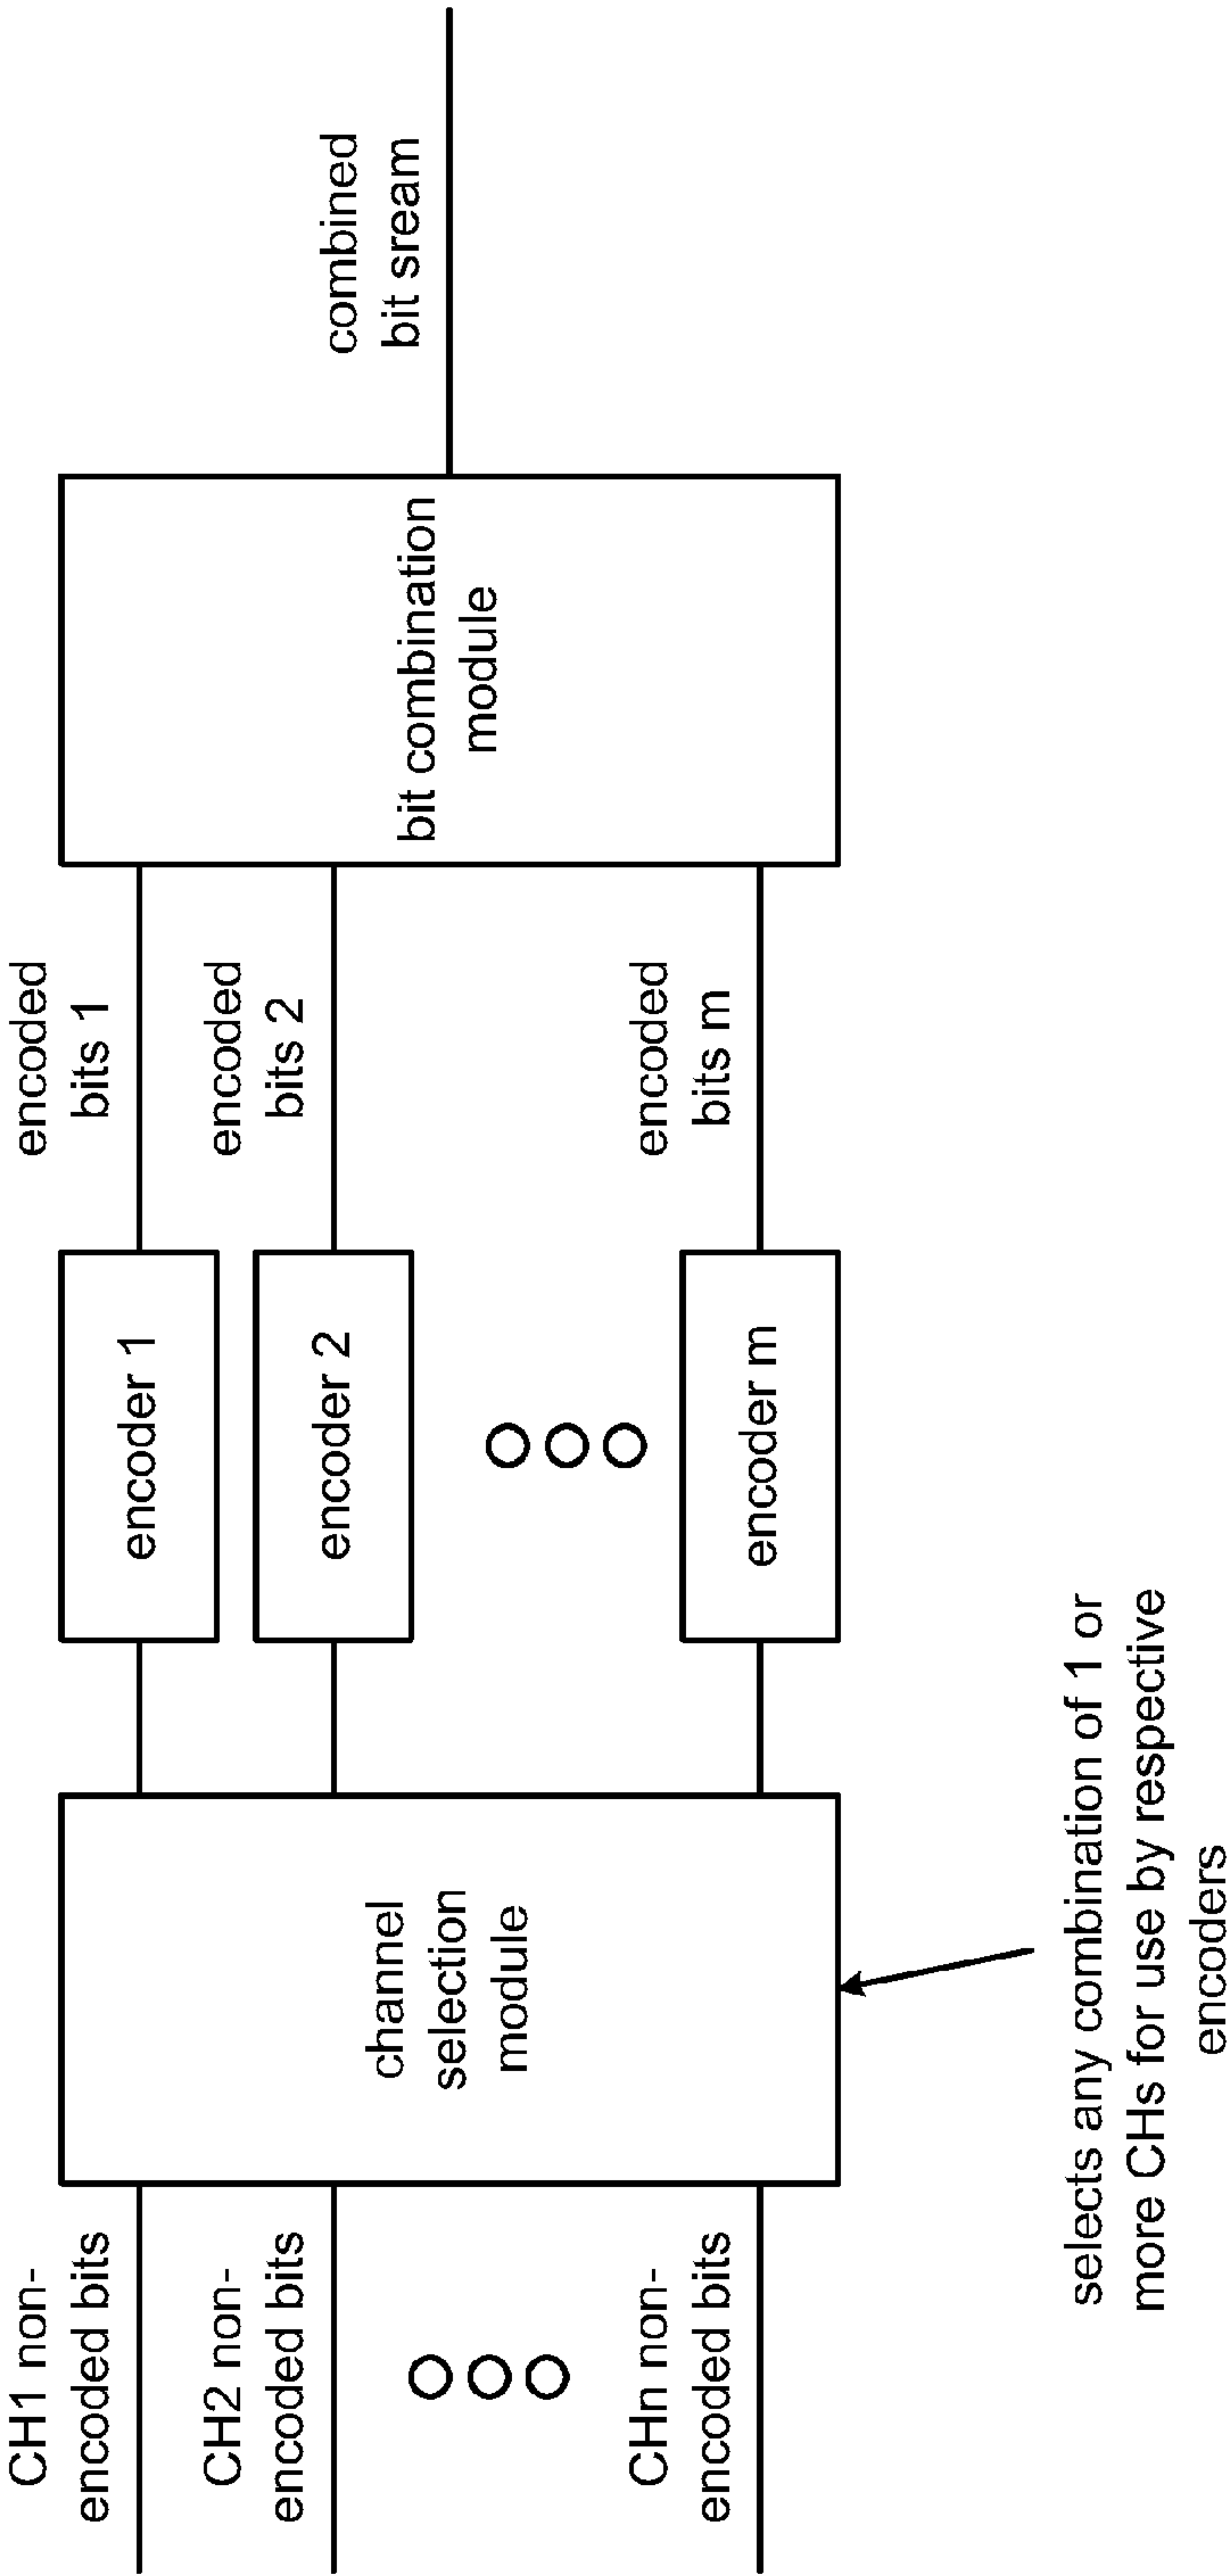 CH1 non-
encoded bits
CH2 non-
encoded bits
CHn non-
encoded bits
channel
selection
module
selects any combination of 1 or
more CHs for use by respective
encoders
encoder 1
encoder 2
encoder m
encoded
bits 1
encoded
bits 2
encoded
bits m
bit combination
module
combined
bit sream